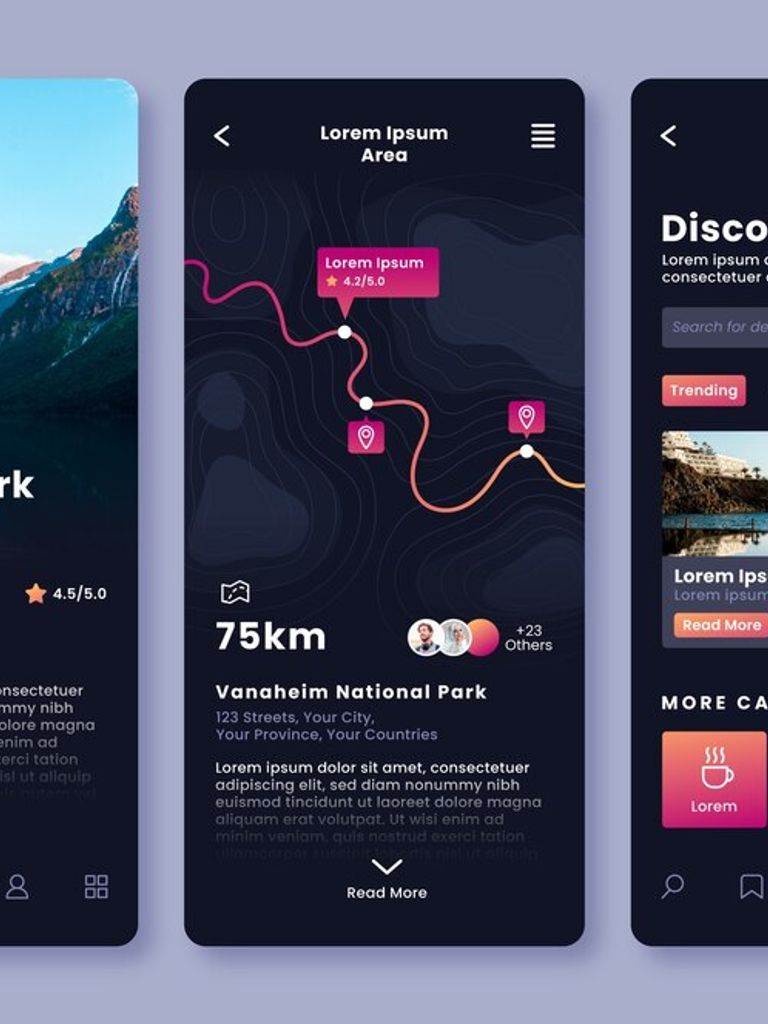 rk
4.5/5.0
onsectetuer
mmy nibh
olore magna
enim ad
erci tation
isl ut aliquip
Lorem Ipsum
Area
Lorem Ipsum
4.2/5.0
75km
+23
Others
Vanaheim National Park
123 Streets, Your City,
Your Province, Your Countries
Lorem ipsum dolor sit amet, consectetuer
adipiscing elit, sed diam nonummy nibh
euismod tincidunt ut laoreet dolore magna
aliquam erat volutpat. Ut wisi enim ad
minim veniam, quis nostrud exerci tation
ullamcorper suscipit lobortis nisl ut aliquip
Read More
Disco
Lorem ipsum
consectetuer
Search for de
Trending
Lorem Ips
Lorem ipsum
Read More
MORE CA
Lorem